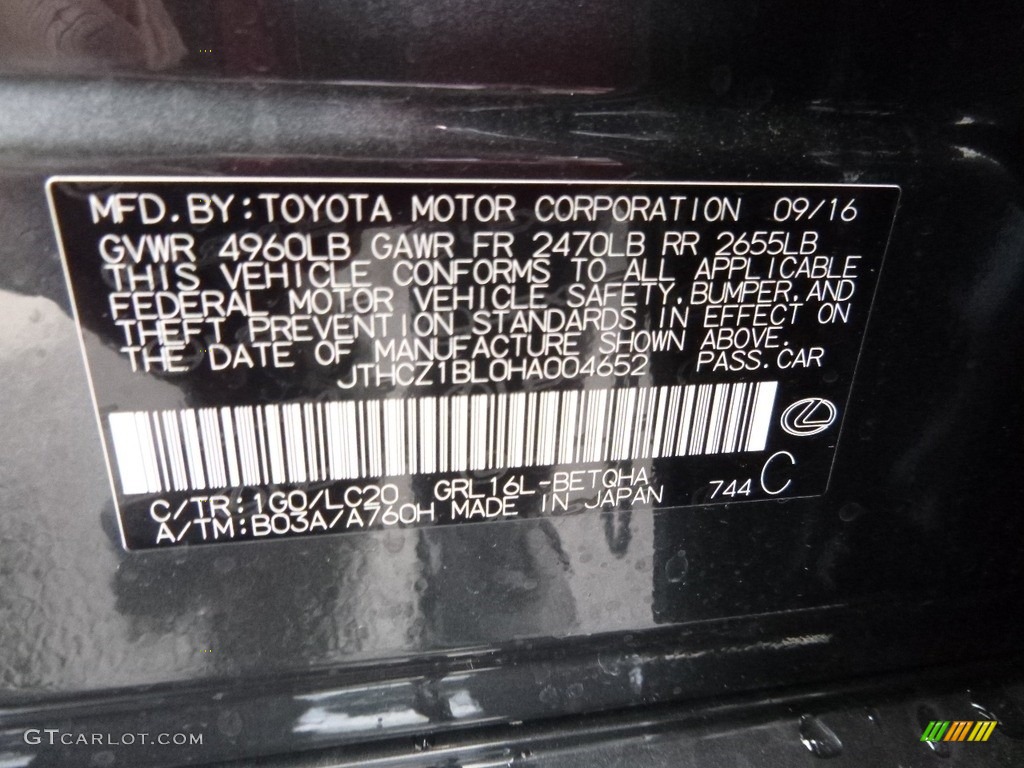 MFD.BY:TOYOTA MOTOR CORPORATION 09/16
GVWR 4960LB GAWR FR 2470LB RR 2655LB
THIS VEHICLE CONFORMS TO ALL APPLICABLE
FEDERAL MOTOR VEHICLE SAFETY,BUMPER,AND
THEFT PREVENTION STANDARDS IN EFFECT ON
THE DATE OF MANUFACTURE SHOWN ABOVE.
JTHCZ1BL0HA004652 PASS.CAR
C/TR:1G0/LC20 GRL16L-BETQHA 744 C
A/TM:B03A/A760H MADE IN JAPAN
GTCARLOT.COM